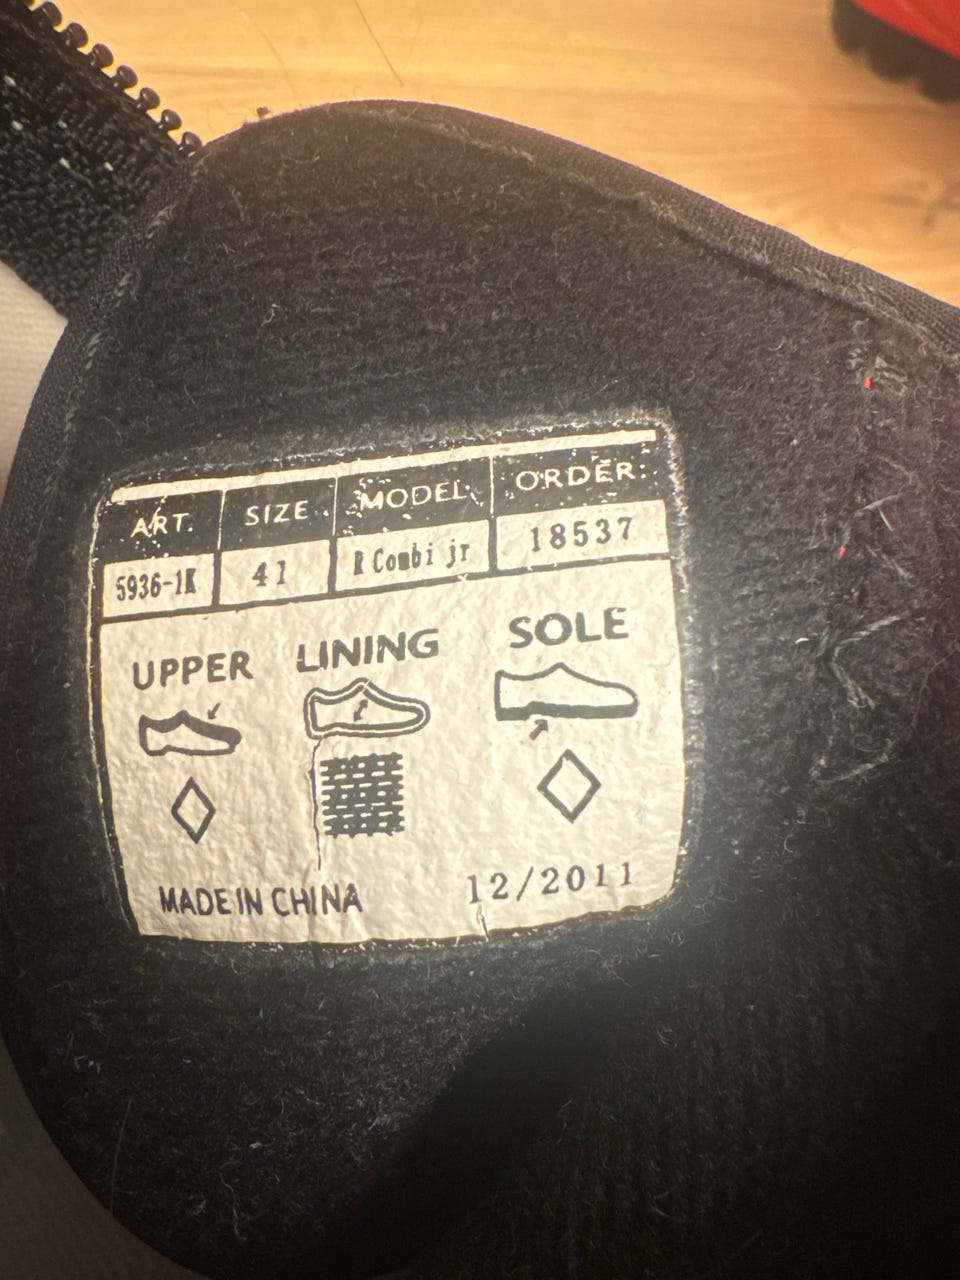 ART. SIZE MODEL: ORDER:
5936-1K 41 R Combi jr 18537
UPPER LINING SOLE
MADE IN CHINA 12/2011